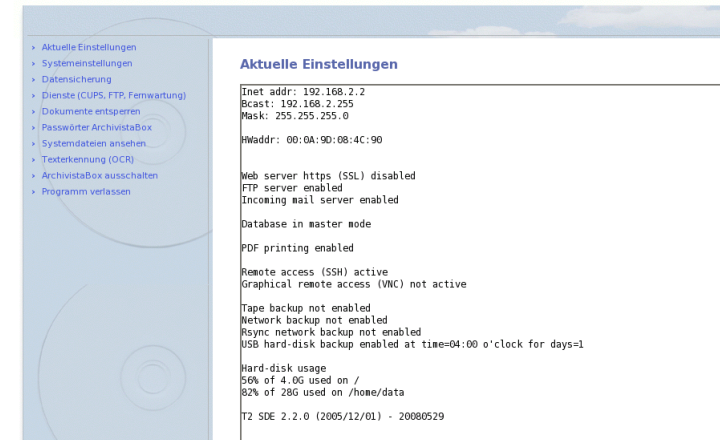 Aktuelle Einstellungen
Systemeinstellungen
Datensicherung
Dienste (CUPS, FTP, Fernwartung)
Dokumente entsperren
Passwörter ArchivistaBox
Systemdateien ansehen
Texterkennung (OCR)
ArchivistaBox ausschalten
Programm verlassen
Aktuelle Einstellungen
Inet addr: 192.168.2.2
Bcast: 192.168.2.255
Mask: 255.255.255.0
HWaddr: 00:0A:9D:08:4C:90
Web server https (SSL) disabled
FTP server enabled
Incoming mail server enabled
Database in master mode
PDF printing enabled
Remote access (SSH) active
Graphical remote access (VNC) not active
Tape backup not enabled
Network backup not enabled
Rsync network backup not enabled
USB hard-disk backup enabled at time=04:00 o'clock for days=1
Hard-disk usage
56% of 4.0G used on /
82% of 28G used on /home/data
T2 SDE 2.2.0 (2005/12/01) - 20080529